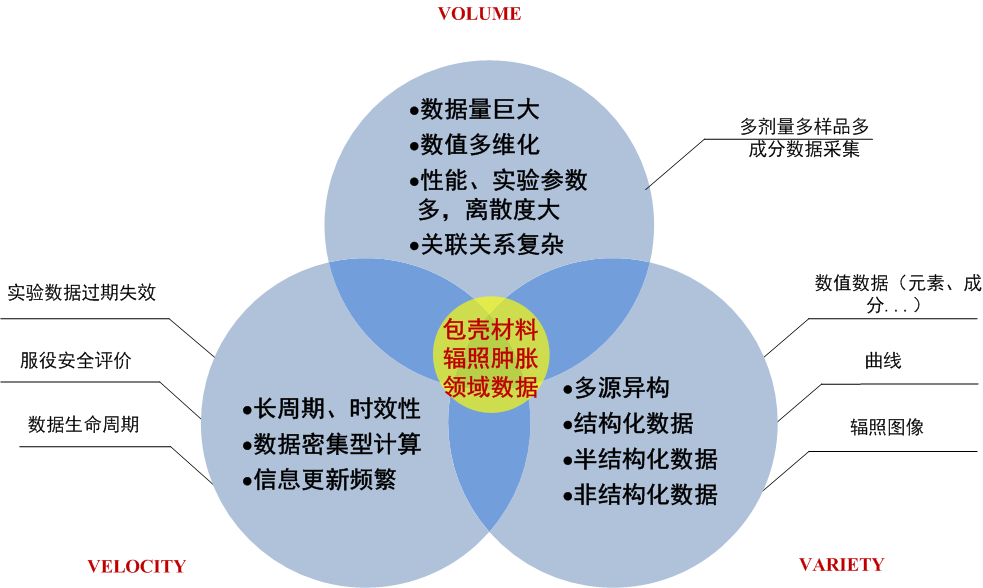 VOLUME
•数据量巨大
•数值多维化
•性能、实验参数
多，离散度大
•关联关系复杂
多剂量多样品多
成分数据采集
实验数据过期失效
服役安全评价
数据生命周期
包壳材料
辐照肿胀
领域数据
数值数据（元素、成
分...）
曲线
辐照图像
•长周期、时效性
•数据密集型计算
•信息更新频繁
•多源异构
•结构化数据
•半结构化数据
•非结构化数据
VELOCITY
VARIETY